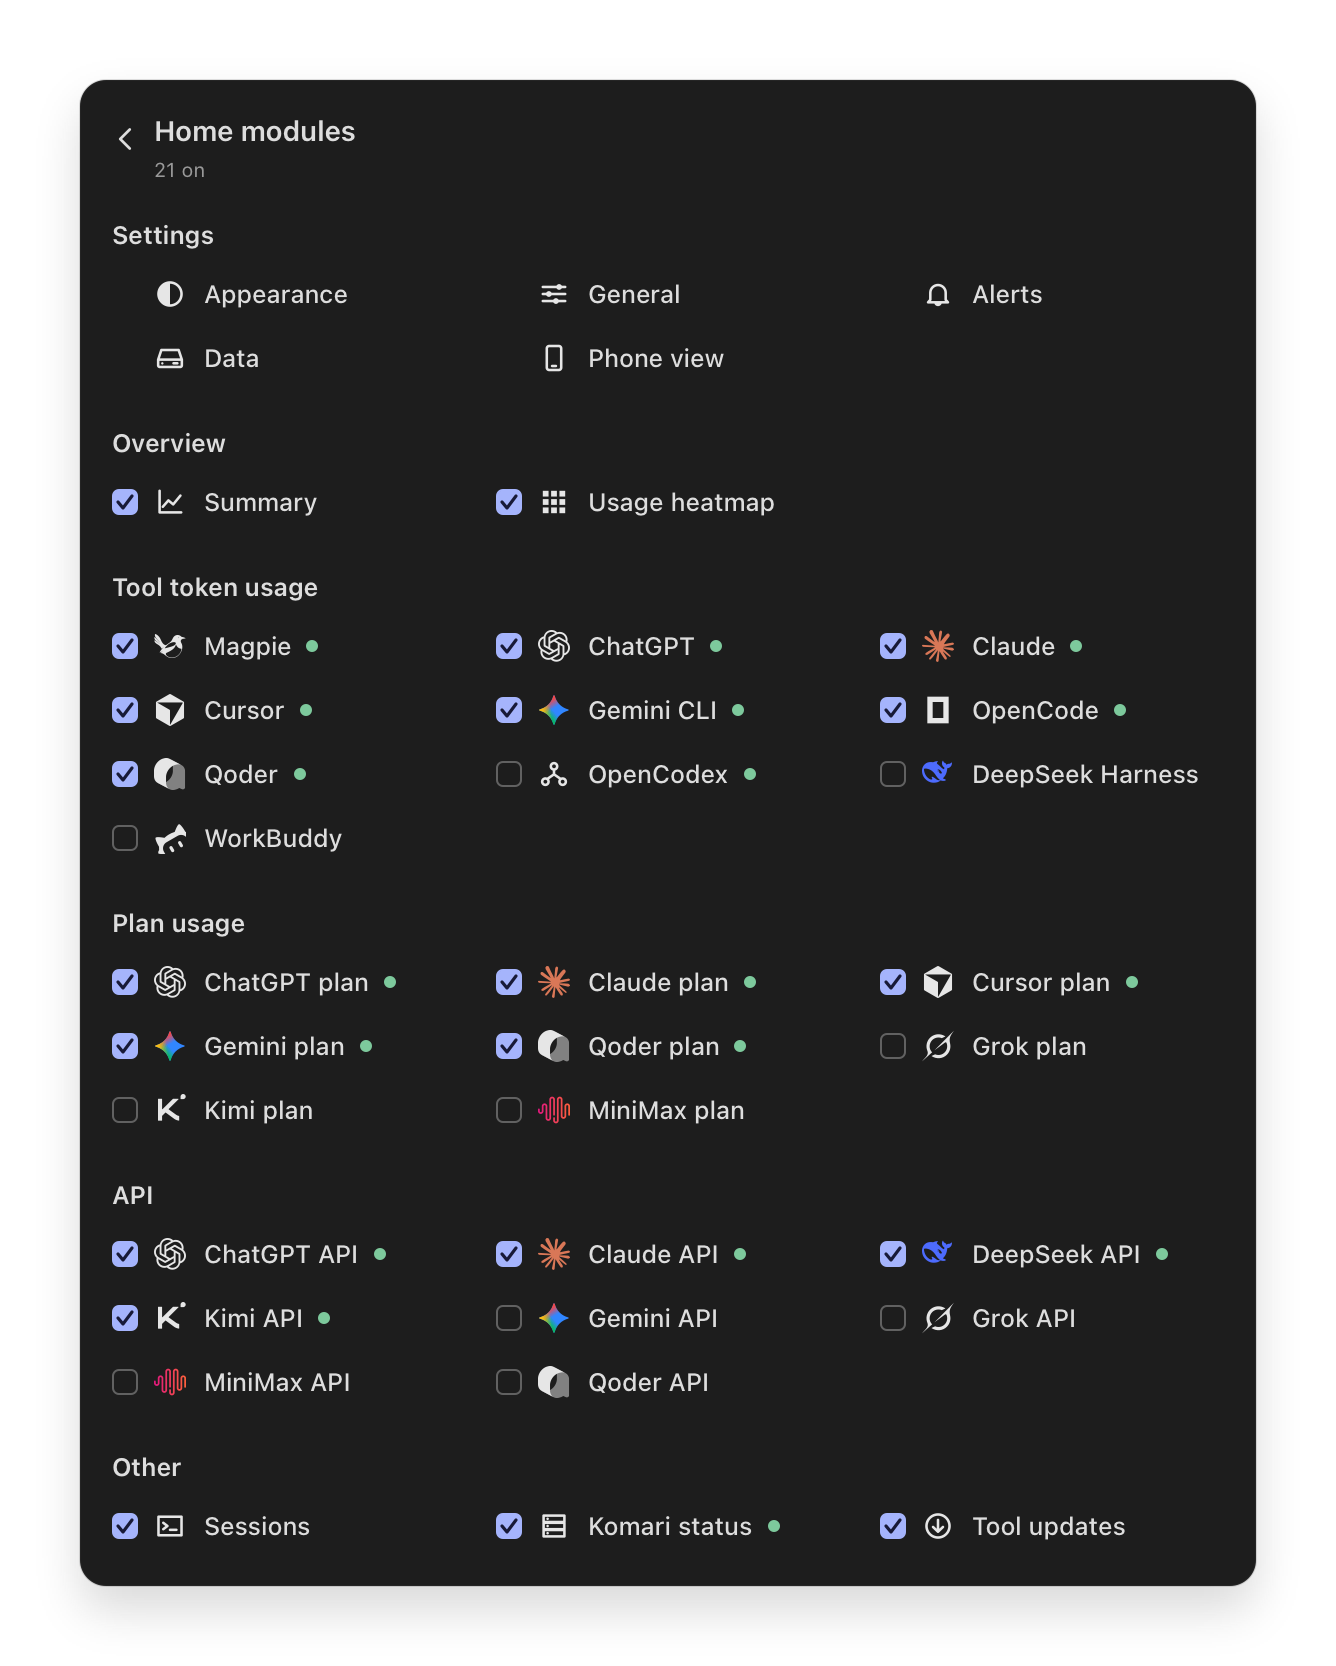 Home modules
21 on
Settings
Appearance General Alerts
Data Phone view
Overview
Summary Usage heatmap
Tool token usage
Magpie ChatGPT Claude
Cursor Gemini CLI OpenCode
Qoder OpenCodex DeepSeek Harness
WorkBuddy
Plan usage
ChatGPT plan Claude plan Cursor plan
Gemini plan Qoder plan Grok plan
Kimi plan MiniMax plan
API
ChatGPT API Claude API DeepSeek API
Kimi API Gemini API Grok API
MiniMax API Qoder API
Other
Sessions Komari status Tool updates